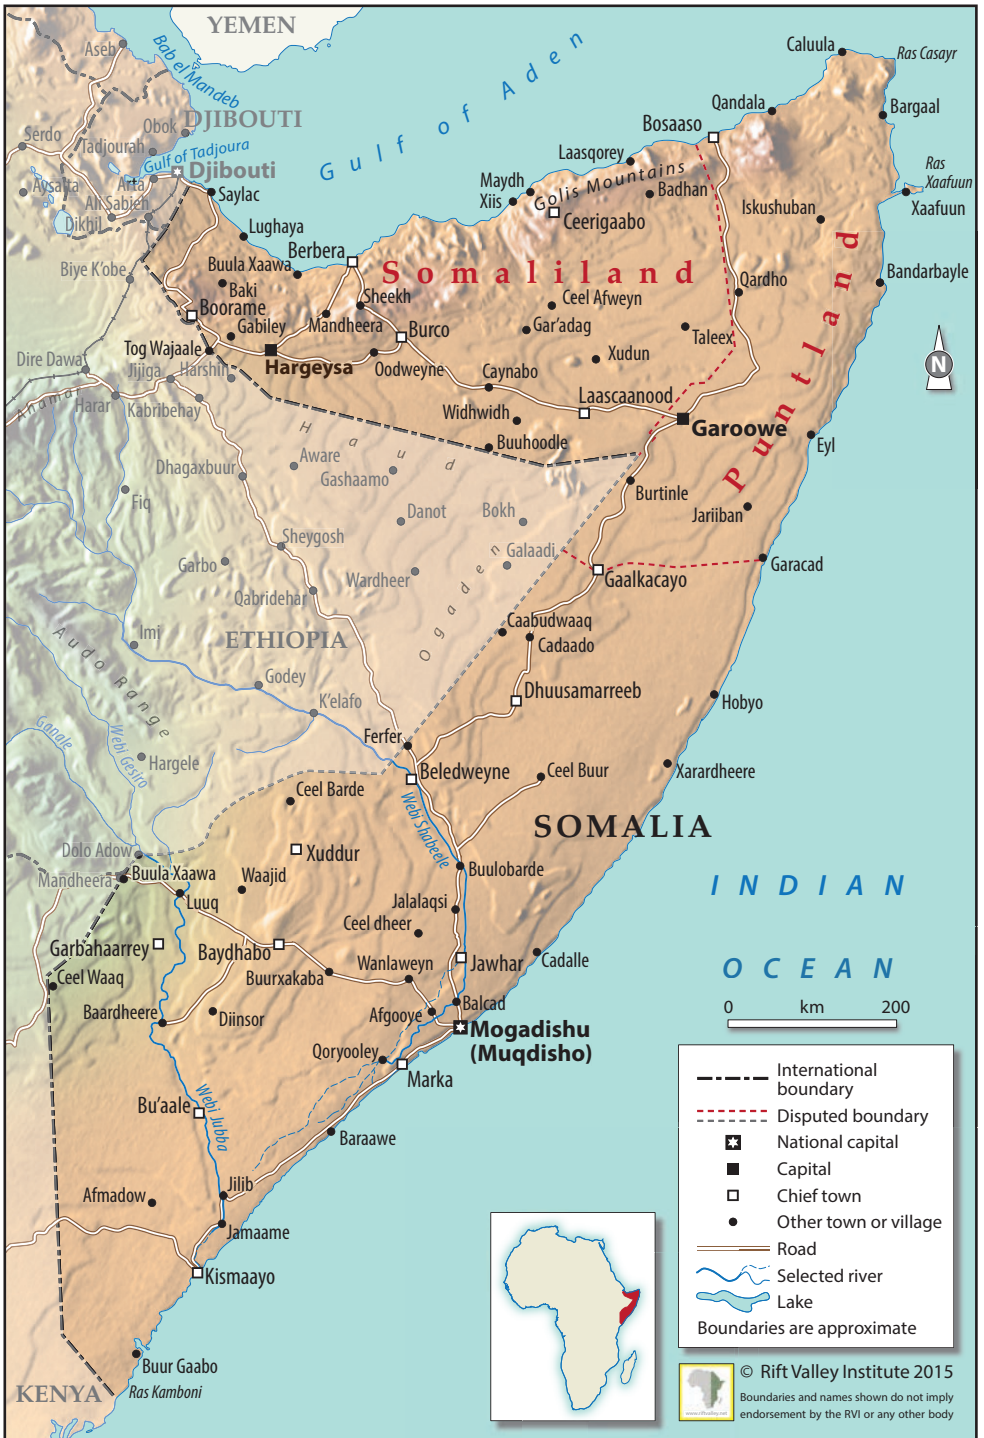 YEMEN
Aseb
Bab el Mandeb
Gulf of Aden
Caluula
Ras Casayr
Serdo
Obok
DJIBOUTI
Tadjourah
Gulf of Tadjoura
Djibouti
Qandala
Bargaal
Bosaaso
Laasqorey
Golis Mountains
Ras
Xaafuun
Aysaita
Arta
Ali Sabieh
Dikhil
Saylac
Maydh
Xiis
Badhan
Ceerigaabo
Iskushuban
Xaafuun
Lughaya
Berbera
Biye K'obe
Buula Xaawa
Somaliland
Bandarbayle
Baki
Sheekh
Ceel Afweyn
Qardho
Boorame
Gabiley
Mandheera
Burco
Gar'adag
Taleex
Puntland
Tog Wajaale
Hargeysa
Oodweyne
Xudun
N
Dire Dawa
Jijiga
Harshin
Caynabo
Ahamar
Harar
Kabribehay
Laascaanood
Widhwidh
Garoowe
Haud
Buuhoodle
Eyl
Aware
Dhagaxbuur
Gashaamo
Burtinle
Fiq
Danot
Bokh
Jariiban
Sheygosh
Galaadi
Garacad
Garbo
Wardheer
Gaalkacayo
Qabridehar
Ogaden
Caabudwaaq
Imi
ETHIOPIA
Cadaado
Audo Range
Godey
Dhuusamarreeb
K'elafo
Hobyo
Ganale
Webi Gesiro
Ferfer
Hargele
Beledweyne
Ceel Buur
Xarardheere
Ceel Barde
Webi Shabeele
SOMALIA
Dolo Adow
Xuddur
Mandheera
Buula Xaawa
Waajid
Buulobarde
INDIAN
Luuq
Jalalaqsi
Ceel dheer
Garbahaarrey
Baydhabo
Wanlaweyn
Jawhar
Cadalle
OCEAN
Ceel Waaq
Buurxakaba
Baardheere
Diinsor
Afgooye
Balcad
0 km 200
Mogadishu
(Muqdisho)
Qoryooley
Marka
Bu'aale
Webi Jubba
Baraawe
Jilib
Afmadow
Jamaame
Kismaayo
Buur Gaabo
KENYA
Ras Kamboni
International
boundary
Disputed boundary
National capital
Capital
Chief town
Other town or village
Road
Selected river
Lake
Boundaries are approximate
© Rift Valley Institute 2015
www.riftvalley.net
Boundaries and names shown do not imply
endorsement by the RVI or any other body